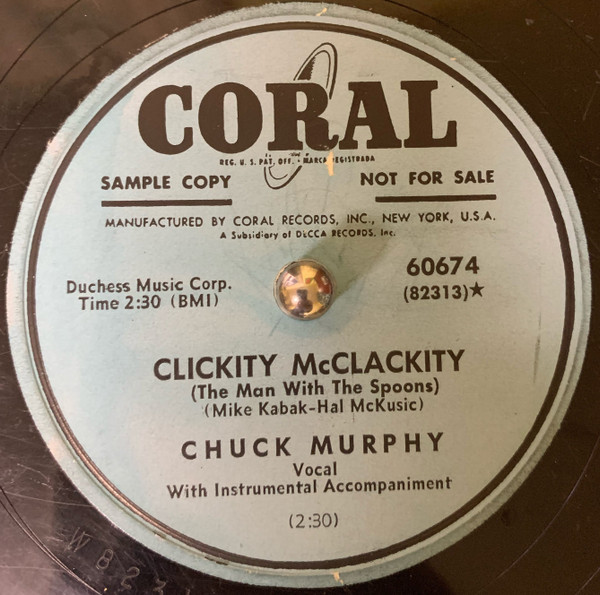 CORAL
REG. U. S. PAT. OFF. - MARCA REGISTRADA
SAMPLE COPY NOT FOR SALE
MANUFACTURED BY CORAL RECORDS, INC., NEW YORK, U.S.A.
A Subsidiary of DECCA RECORDS, Inc.
Duchess Music Corp. 60674
Time 2:30 (BMI) (82313)★
CLICKITY McCLACKITY
(The Man With The Spoons)
(Mike Kabak-Hal McKusic)
CHUCK MURPHY
Vocal
With Instrumental Accompaniment
(2:30)